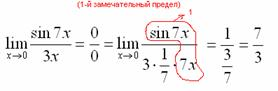 (1-й замечательный предел)
1
lim x→0 sin 7x / 3x = 0/0 = lim x→0 sin 7x / (3 · 1/7 · 7x) = 1 / (3/7) = 7/3